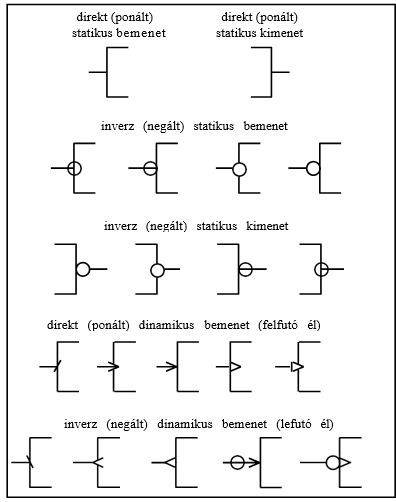 direkt (ponált)
statikus bemenet
direkt (ponált)
statikus kimenet
inverz (negált) statikus bemenet
inverz (negált) statikus kimenet
direkt (ponált) dinamikus bemenet (felfutó él)
inverz (negált) dinamikus bemenet (lefutó él)